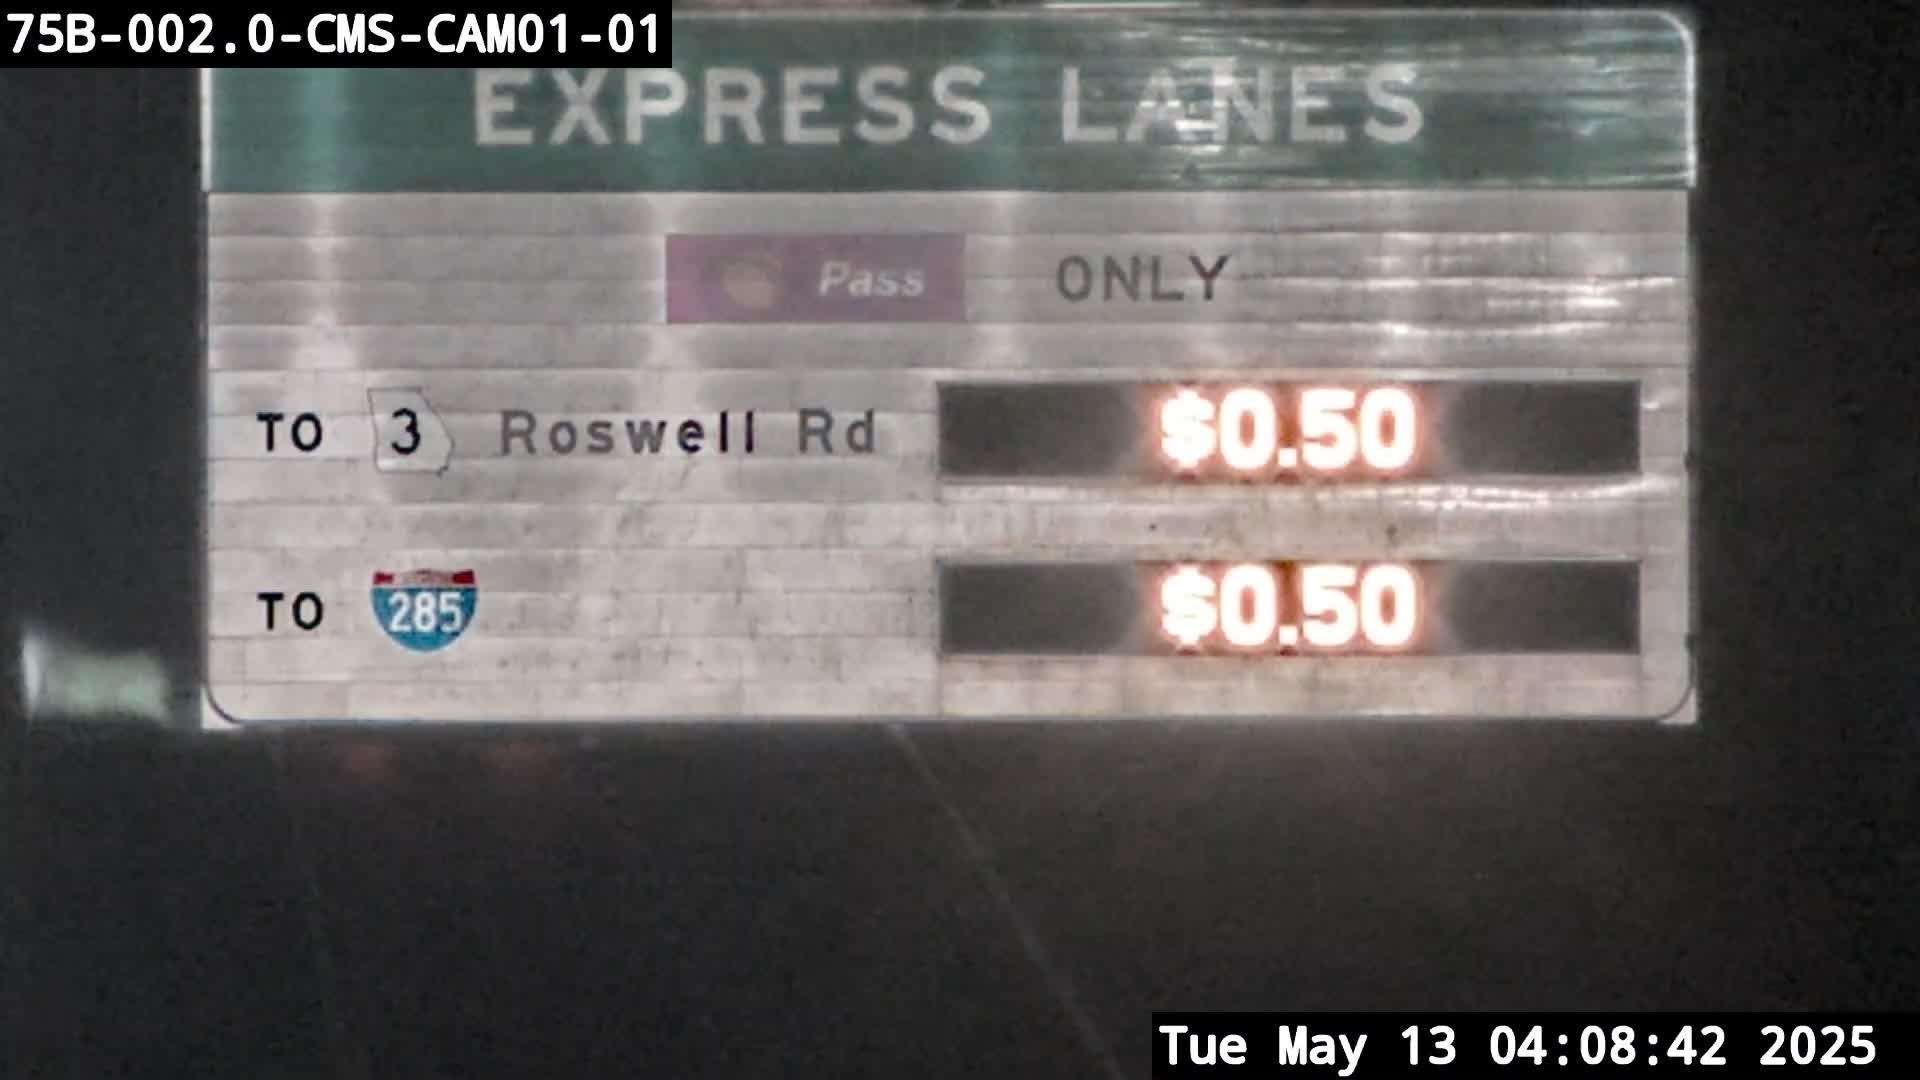 75B-002.0-CMS-CAM01-01
EXPRESS LANES
Pass ONLY
TO 3 Roswell Rd $0.50
TO 285 $0.50
Tue May 13 04:08:42 2025